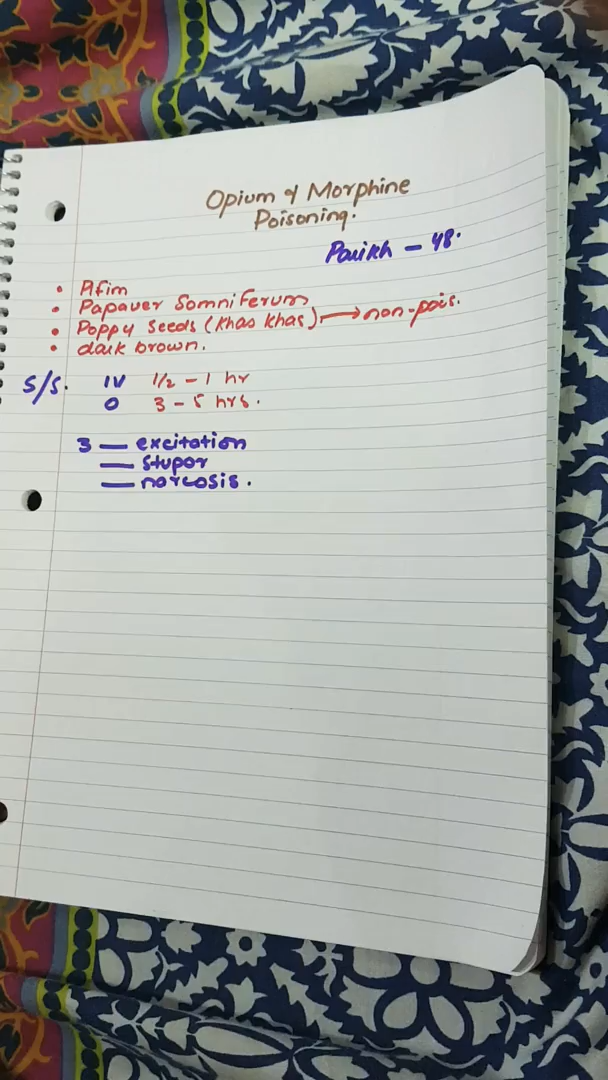 Opium & Morphine
Poisoning.
Parikh – 48.
• Afim
• Papaver Somniferum
• Poppy seeds (khas khas) → non-pois.
• dark brown.
S/S. IV 1/2 – 1 hr
O 3 – 5 hrs.
3 — excitation
— stupor
— narcosis.